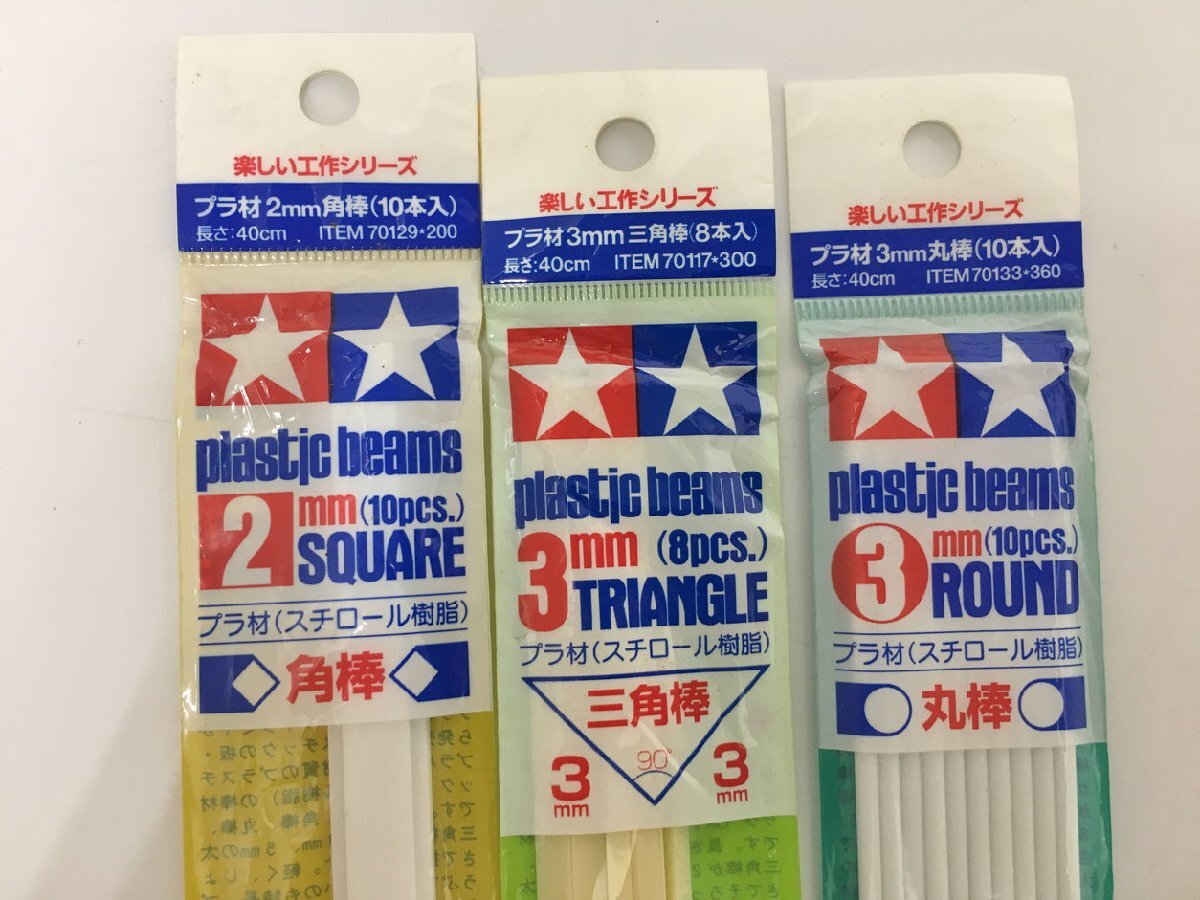 楽しい工作シリーズ
プラ材 2mm角棒(10本入)
長さ:40cm ITEM 70129*200
plastic beams
2 mm (10pcs.)
SQUARE
プラ材(スチロール樹脂)
角棒
楽しい工作シリーズ
プラ材 3mm 三角棒(8本入)
長さ:40cm ITEM 70117*300
plastic beams
3 mm (8pcs.)
TRIANGLE
プラ材(スチロール樹脂)
三角棒
90°
3 mm
3 mm
楽しい工作シリーズ
プラ材 3mm丸棒(10本入)
長さ:40cm ITEM 70133*360
plastic beams
3 mm (10pcs.)
ROUND
プラ材(スチロール樹脂)
丸棒